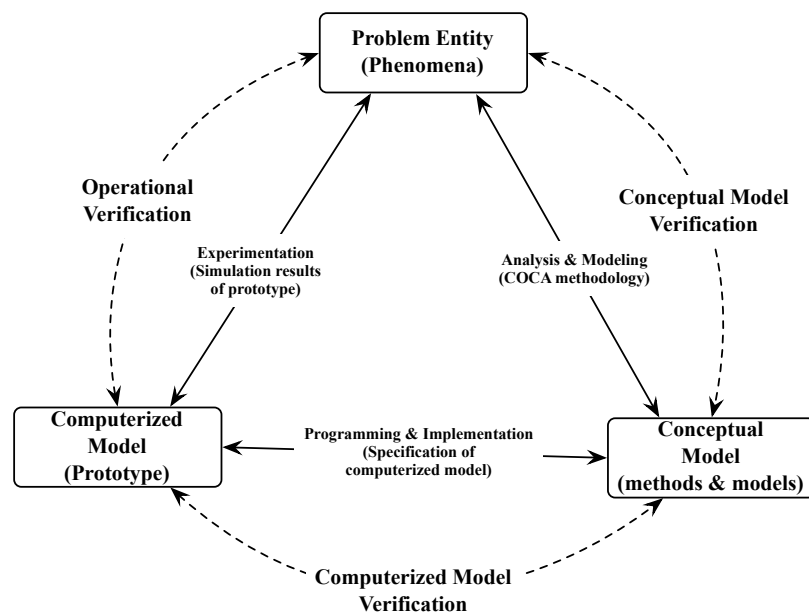 Problem Entity
(Phenomena)
Operational
Verification
Conceptual Model
Verification
Experimentation
(Simulation results
of prototype)
Analysis & Modeling
(COCA methodology)
Computerized
Model
(Prototype)
Programming & Implementation
(Specification of
computerized model)
Conceptual
Model
(methods & models)
Computerized Model
Verification